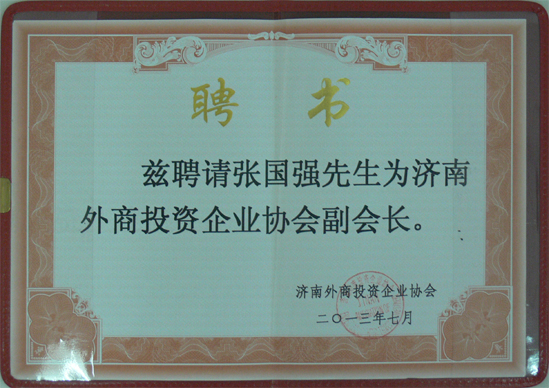 聘书
兹聘请张国强先生为济南
外商投资企业协会副会长。
济南外商投资企业协会
二〇一三年七月